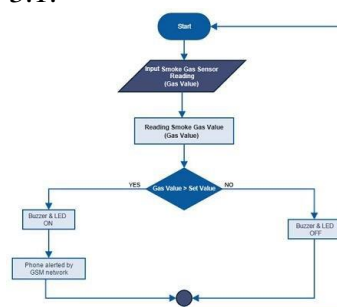 3.1.
Start
Input Smoke Gas Sensor
Reading
(Gas Value)
Reading Smoke Gas Value
(Gas Value)
Gas Value > Set Value
YES
NO
Buzzer & LED
ON
Buzzer & LED
OFF
Phone alerted by
GSM network